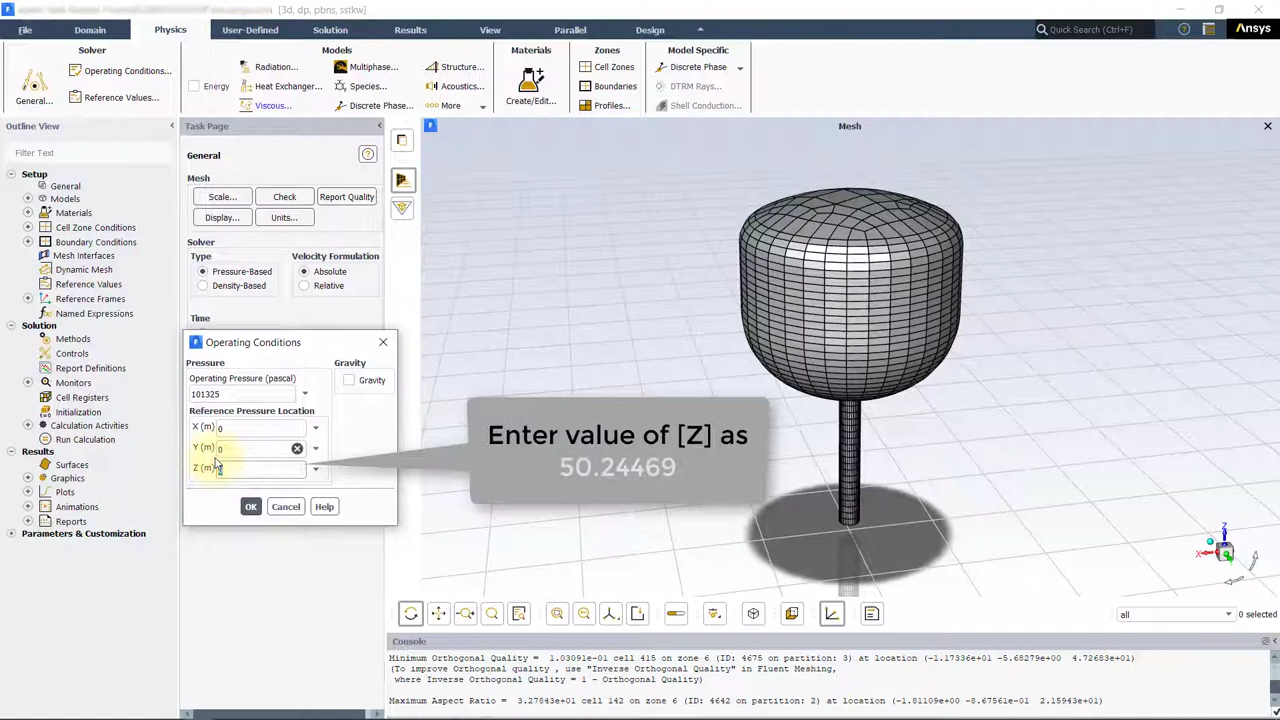 [3d, dp, pbns, sstkw]
File
Domain
Physics
User-Defined
Solution
Results
View
Parallel
Design
Quick Search (Ctrl+F)
Ansys
Solver
Models
Materials
Zones
Model Specific
General...
Operating Conditions...
Reference Values...
Energy
Radiation...
Heat Exchanger...
Viscous...
Multiphase...
Species...
Discrete Phase...
Structure...
Acoustics...
More
Create/Edit...
Cell Zones
Boundaries
Profiles...
Discrete Phase
DTRM Rays...
Shell Conduction...
Outline View
Filter Text
Setup
General
Models
Materials
Cell Zone Conditions
Boundary Conditions
Mesh Interfaces
Dynamic Mesh
Reference Values
Reference Frames
Named Expressions
Solution
Methods
Controls
Report Definitions
Monitors
Cell Registers
Initialization
Calculation Activities
Run Calculation
Results
Surfaces
Graphics
Plots
Animations
Reports
Parameters & Customization
Task Page
General
Mesh
Scale...
Check
Report Quality
Display...
Units...
Solver
Type
Velocity Formulation
Pressure-Based
Absolute
Density-Based
Relative
Time
Operating Conditions
Pressure
Gravity
Operating Pressure (pascal)
101325
Gravity
Reference Pressure Location
X (m) 0
Y (m) 0
Z (m)
OK
Cancel
Help
Mesh
Enter value of [Z] as
50.24469
Z
X
all
0 selected
Console
Minimum Orthogonal Quality = 1.03091e-01 cell 415 on zone 6 (ID: 4675 on partition: 3) at location (-1.17336e+01 -5.68279e+00 4.72683e+01)
(To improve Orthogonal quality , use "Inverse Orthogonal Quality" in Fluent Meshing,
where Inverse Orthogonal Quality = 1 - Orthogonal Quality)
Maximum Aspect Ratio = 3.27843e+01 cell 142 on zone 6 (ID: 4642 on partition: 2) at location (-1.81109e+00 -8.67561e-01 2.15943e+01)